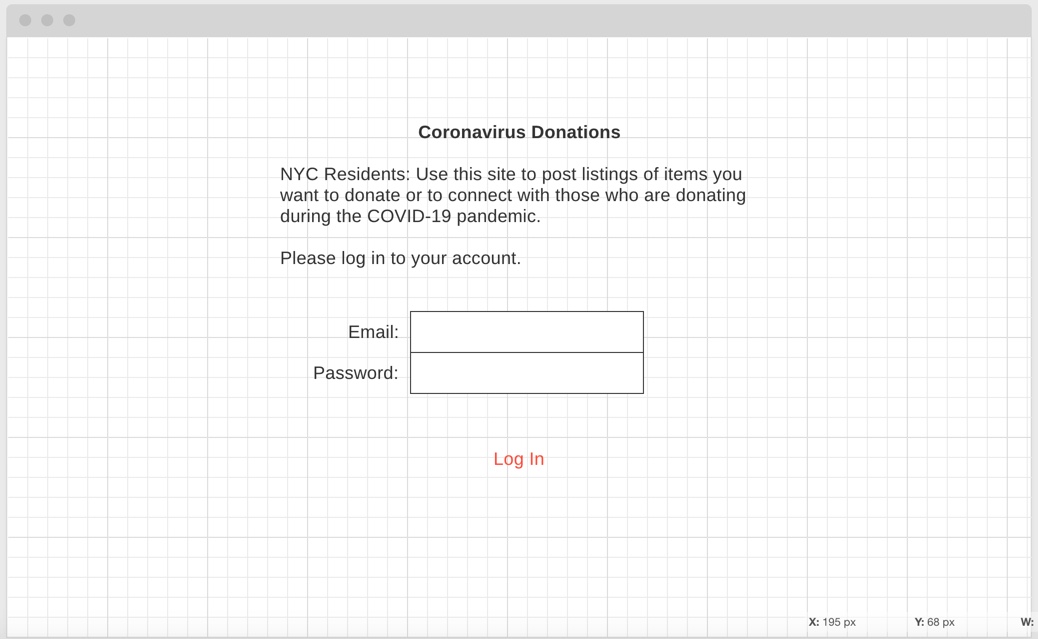 Coronavirus Donations
NYC Residents: Use this site to post listings of items you
want to donate or to connect with those who are donating
during the COVID-19 pandemic.
Please log in to your account.
Email:
Password:
Log In
X: 195 px Y: 68 px W: